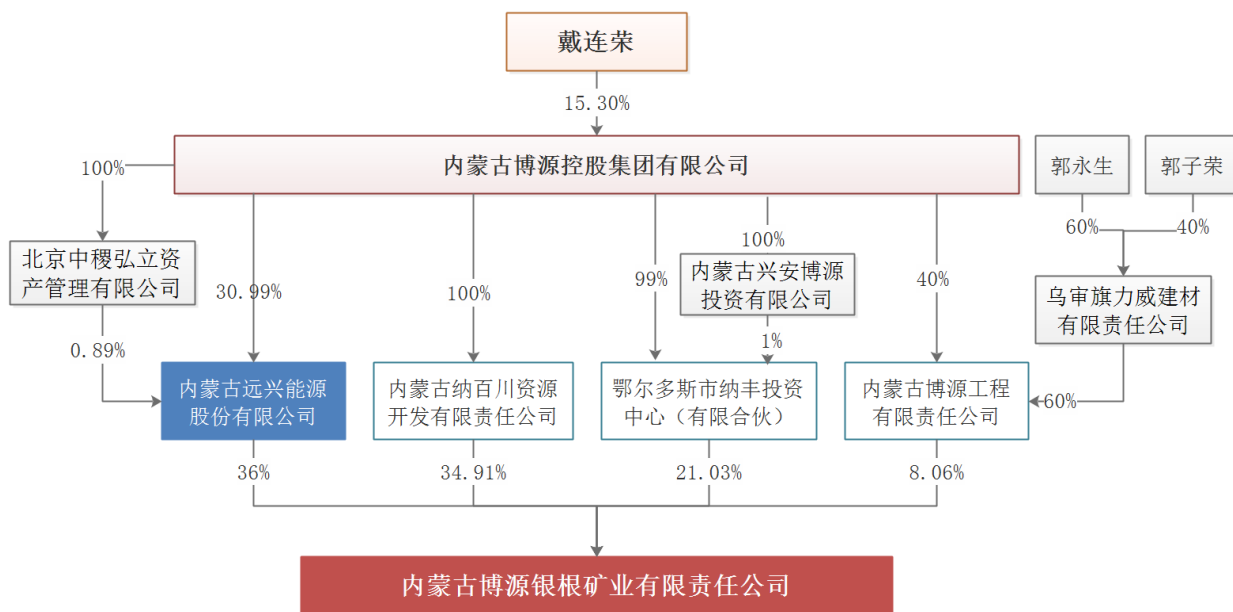 戴连荣
15.30%
内蒙古博源控股集团有限公司
郭永生
郭子荣
100%
60%
40%
100%
北京中稷弘立资
产管理有限公司
30.99%
100%
99%
内蒙古兴安博源
投资有限公司
40%
乌审旗力威建材
有限责任公司
0.89%
1%
内蒙古远兴能源
股份有限公司
内蒙古纳百川资源
开发有限责任公司
鄂尔多斯市纳丰投资
中心（有限合伙）
内蒙古博源工程
有限责任公司
60%
36%
34.91%
21.03%
8.06%
内蒙古博源银根矿业有限责任公司